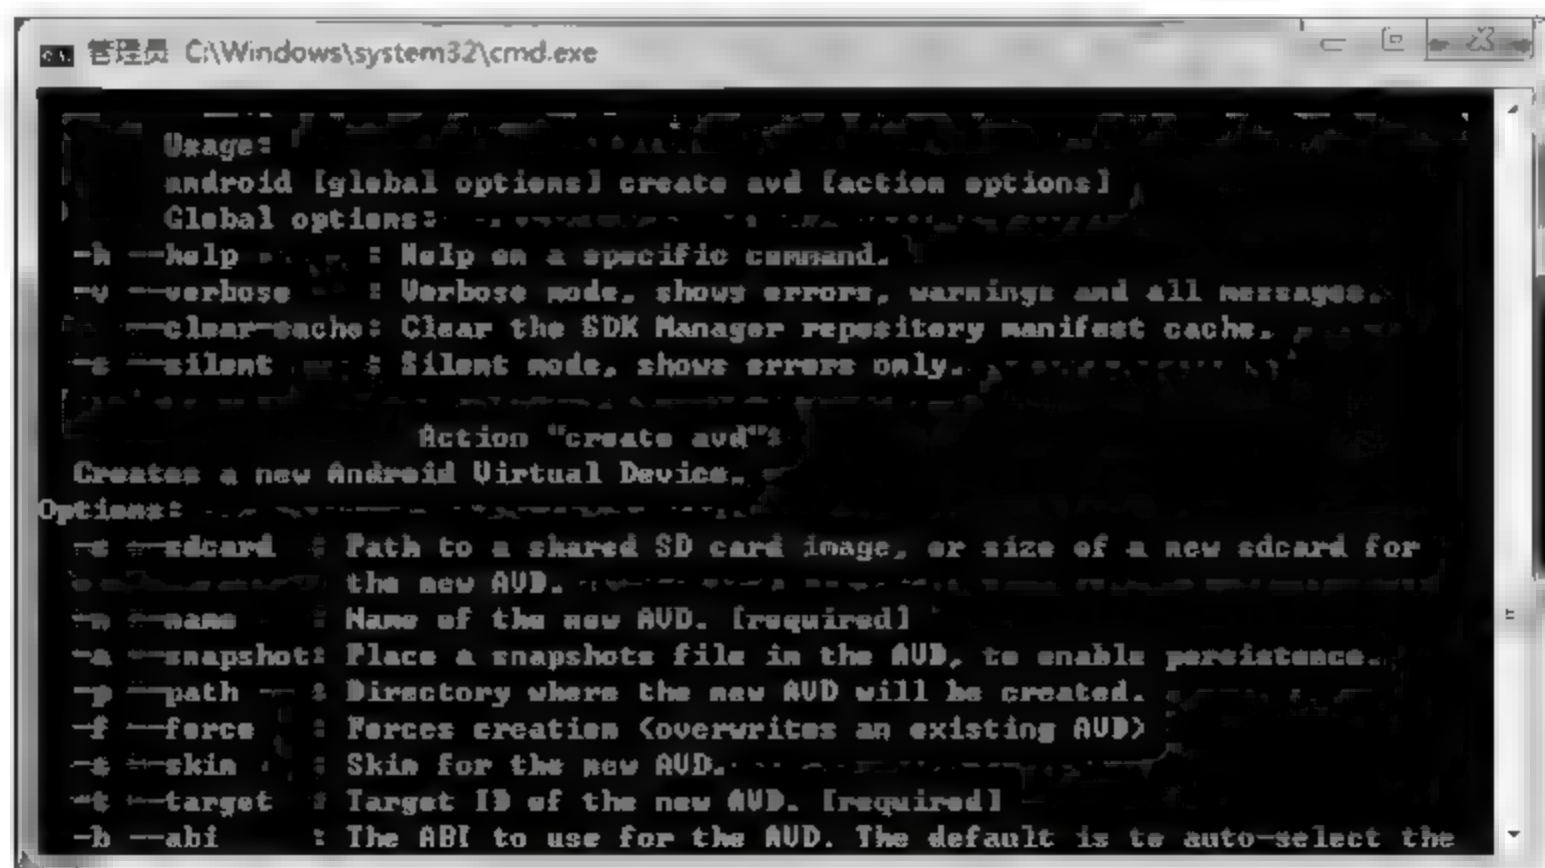 管理员 C:\Windows\system32\cmd.exe
Usage:
android [global options] create avd [action options]
Global options:
-h --help : Help on a specific command.
-v --verbose : Verbose mode, shows errors, warnings and all messages.
--clear-cache: Clear the SDK Manager repository manifest cache.
-s --silent : Silent mode, shows errors only.
Action "create avd":
Creates a new Android Virtual Device.
Options:
-c --sdcard : Path to a shared SD card image, or size of a new sdcard for
the new AVD.
-n --name : Name of the new AVD. [required]
-a --snapshot: Place a snapshots file in the AVD, to enable persistence.
-p --path : Directory where the new AVD will be created.
-f --force : Forces creation (overwrites an existing AVD)
-s --skin : Skin for the new AVD.
-t --target : Target ID of the new AVD. [required]
-b --abi : The ABI to use for the AVD. The default is to auto-select the